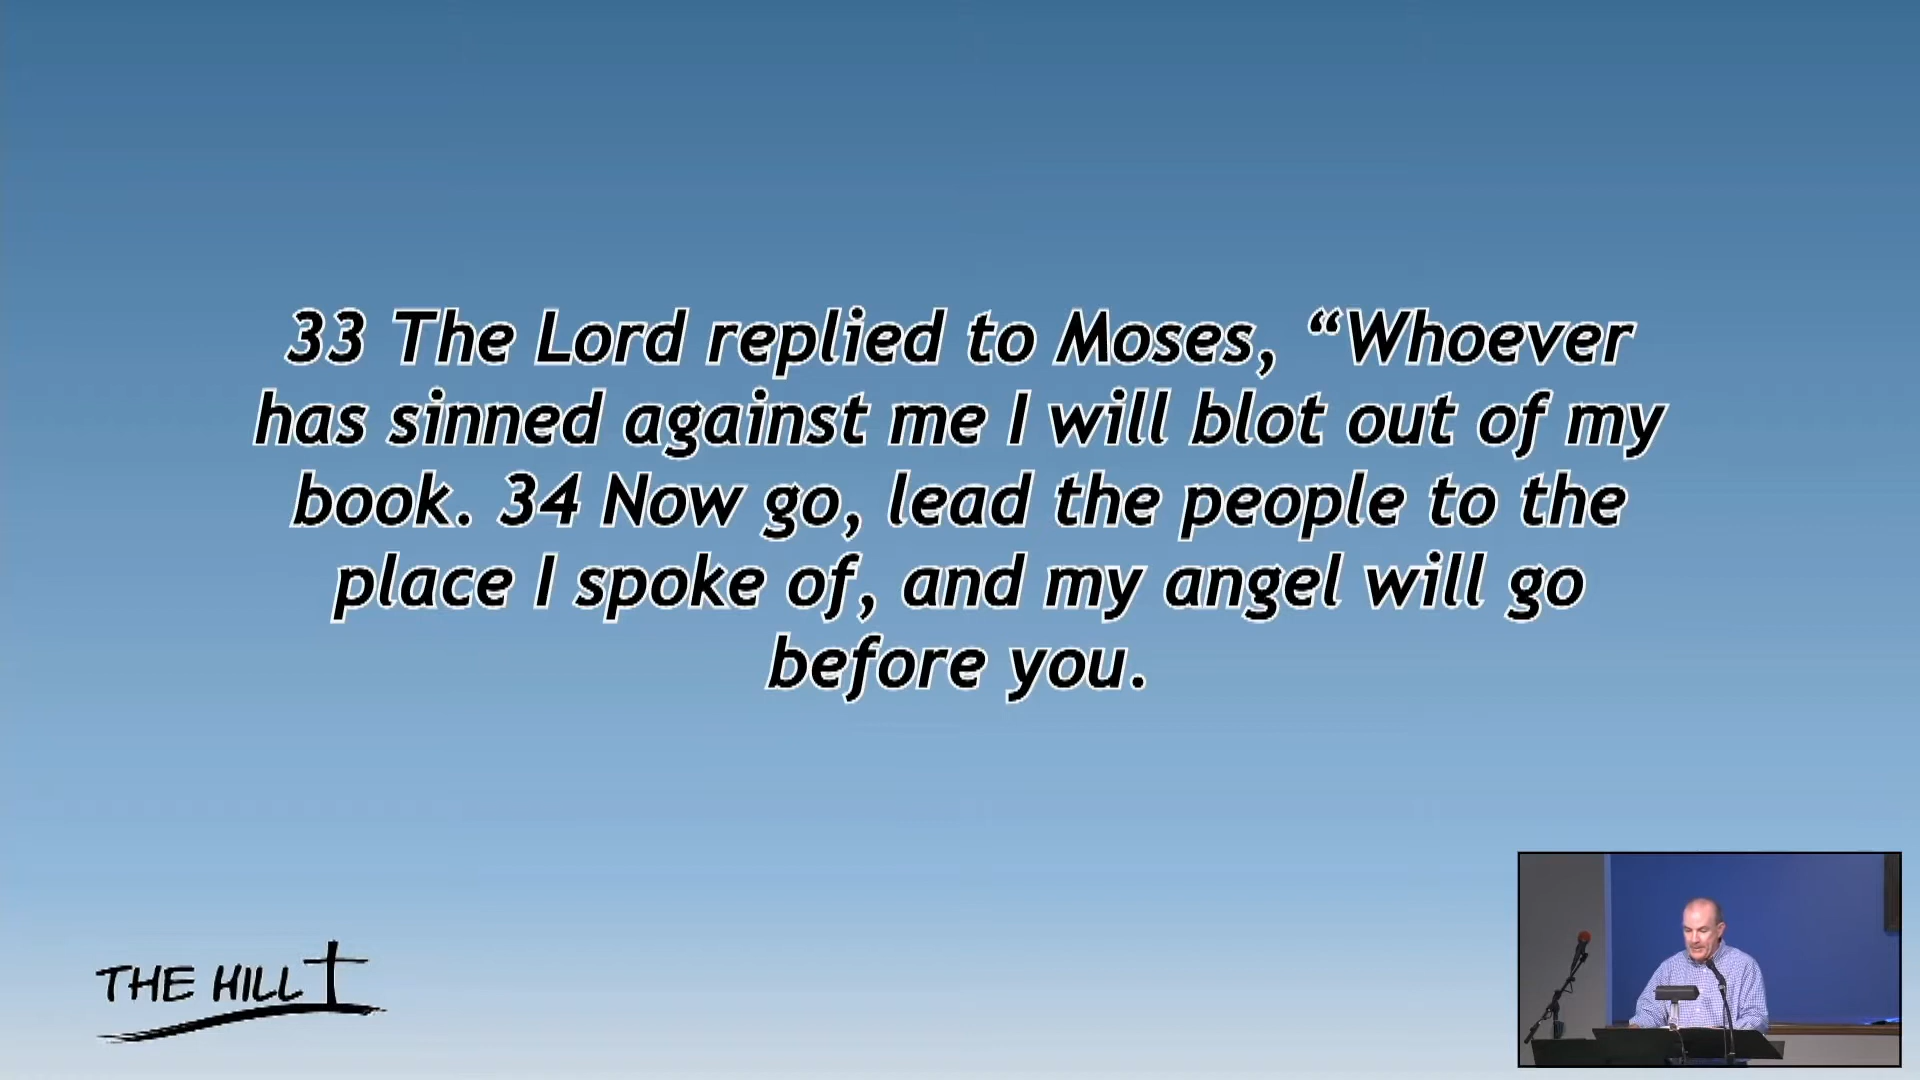 33 The Lord replied to Moses, “Whoever
has sinned against me I will blot out of my
book. 34 Now go, lead the people to the
place I spoke of, and my angel will go
before you.
THE HILL